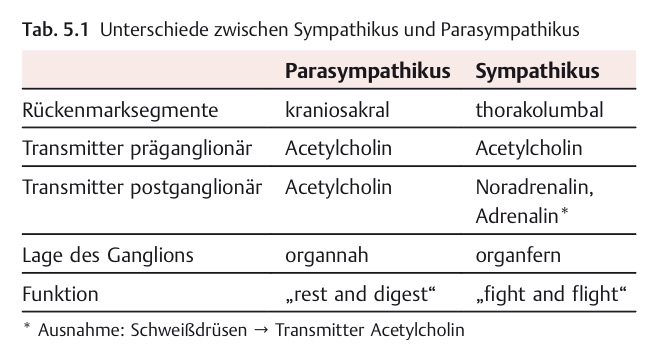 Tab. 5.1 Unterschiede zwischen Sympathikus und Parasympathikus
Parasympathikus Sympathikus
Rückenmarksegmente kraniosakral thorakolumbal
Transmitter präganglionär Acetylcholin Acetylcholin
Transmitter postganglionär Acetylcholin Noradrenalin,
Adrenalin*
Lage des Ganglions organnah organfern
Funktion „rest and digest“ „fight and flight“
* Ausnahme: Schweißdrüsen → Transmitter Acetylcholin